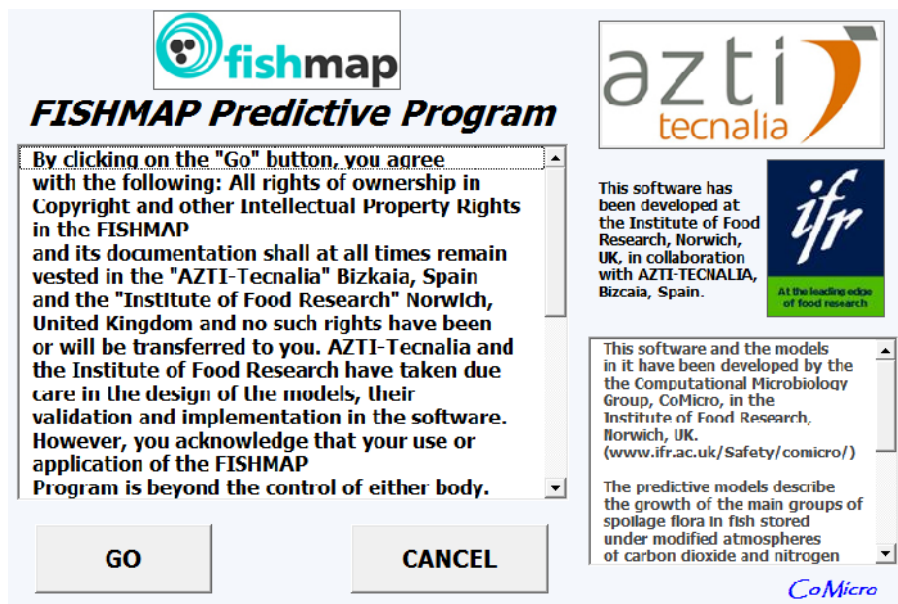 fishmap
FISHMAP Predictive Program
By clicking on the "Go" button, you agree
with the following: All rights of ownership in
Copyright and other Intellectual Property Rights
in the FISHMAP
and its documentation shall at all times remain
vested in the "AZTI-Tecnalia" Bizkaia, Spain
and the "Institute of Food Research" Norwich,
United Kingdom and no such rights have been
or will be transferred to you. AZTI-Tecnalia and
the Institute of Food Research have taken due
care in the design of the models, their
validation and implementation in the software.
However, you acknowledge that your use or
application of the FISHMAP
Program is beyond the control of either body.
GO
CANCEL
azti
tecnalia
This software has
been developed at
the Institute of Food
Research, Norwich,
UK, in collaboration
with AZTI-TECNALIA,
Bizcaia, Spain.
ifr
At the leading edge
of food research
This software and the models
in it have been developed by the
the Computational Microbiology
Group, CoMicro, in the
Institute of Food Research,
Norwich, UK.
(www.ifr.ac.uk/Safety/comicro/)
The predictive models describe
the growth of the main groups of
spoilage flora in fish stored
under modified atmospheres
of carbon dioxide and nitrogen
CoMicro